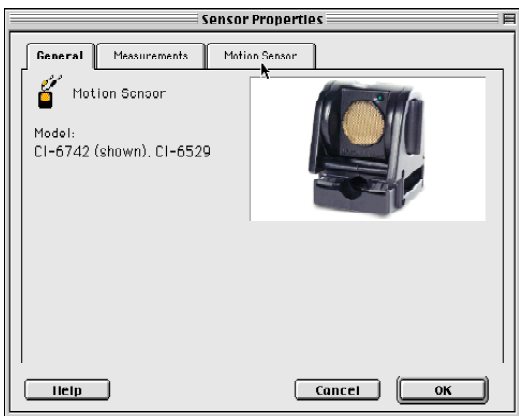 Sensor Properties
General
Measurements
Motion Sensor
Motion Sensor
Model:
CI-6742 (shown), CI-6529
Help
Cancel
OK